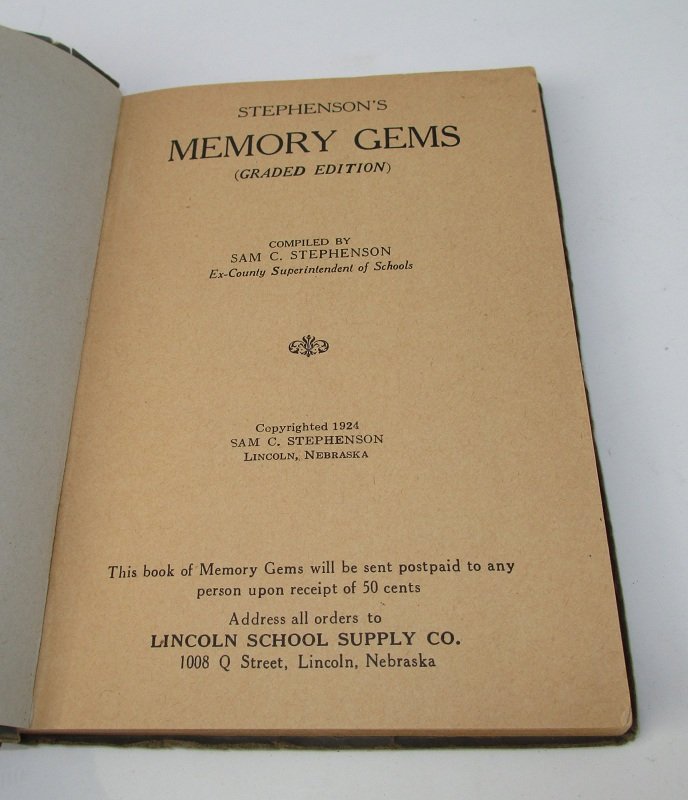 STEPHENSON'S
MEMORY GEMS
(GRADED EDITION)
COMPILED BY
SAM C. STEPHENSON
Ex-County Superintendent of Schools
Copyrighted 1924
SAM C. STEPHENSON
LINCOLN, NEBRASKA
This book of Memory Gems will be sent postpaid to any
person upon receipt of 50 cents
Address all orders to
LINCOLN SCHOOL SUPPLY CO.
1008 Q Street, Lincoln, Nebraska